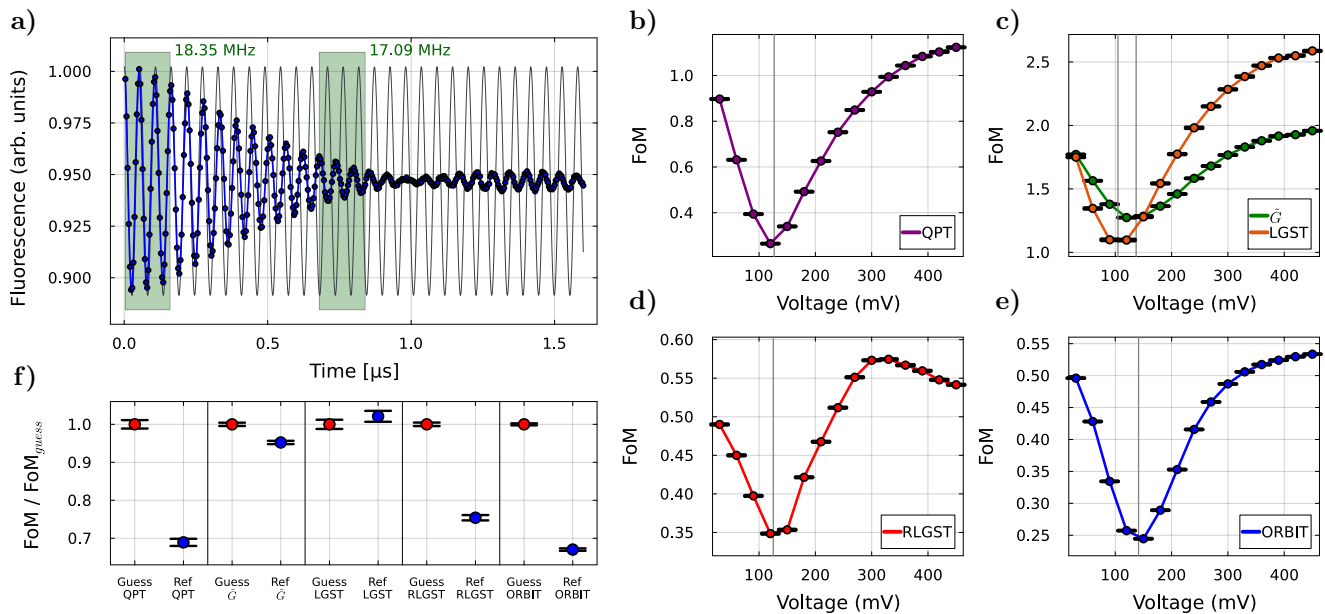 a)
18.35 MHz
17.09 MHz
Fluorescence (arb. units)
1.000
0.975
0.950
0.925
0.900
0.0
0.5
1.0
1.5
Time [µs]
b)
FoM
1.0
0.8
0.6
0.4
QPT
100
200
300
400
Voltage (mV)
c)
FoM
2.5
2.0
1.5
1.0
G̃
LGST
100
200
300
400
Voltage (mV)
d)
FoM
0.60
0.55
0.50
0.45
0.40
0.35
RLGST
100
200
300
400
Voltage (mV)
e)
FoM
0.55
0.50
0.45
0.40
0.35
0.30
0.25
ORBIT
100
200
300
400
Voltage (mV)
f)
FoM / FoM_guess
1.0
0.9
0.8
0.7
Guess
QPT
Ref
QPT
Guess
G̃
Ref
G̃
Guess
LGST
Ref
LGST
Guess
RLGST
Ref
RLGST
Guess
ORBIT
Ref
ORBIT